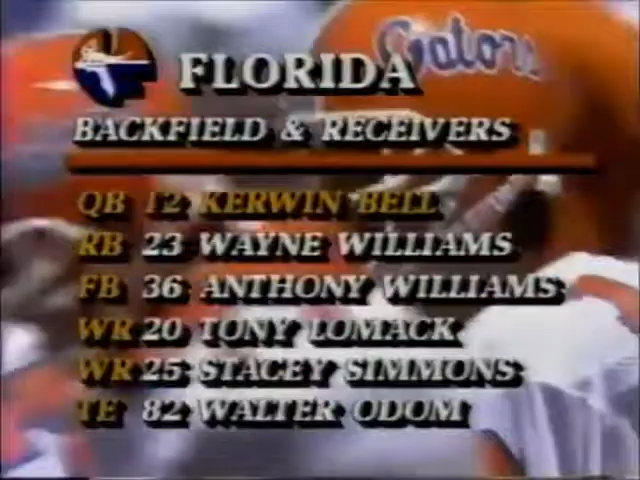 Gators
FLORIDA
BACKFIELD & RECEIVERS
QB 12 KERWIN BELL
RB 23 WAYNE WILLIAMS
FB 36 ANTHONY WILLIAMS
WR 20 TONY LOMACK
WR 25 STACEY SIMMONS
TE 82 WALTER ODOM